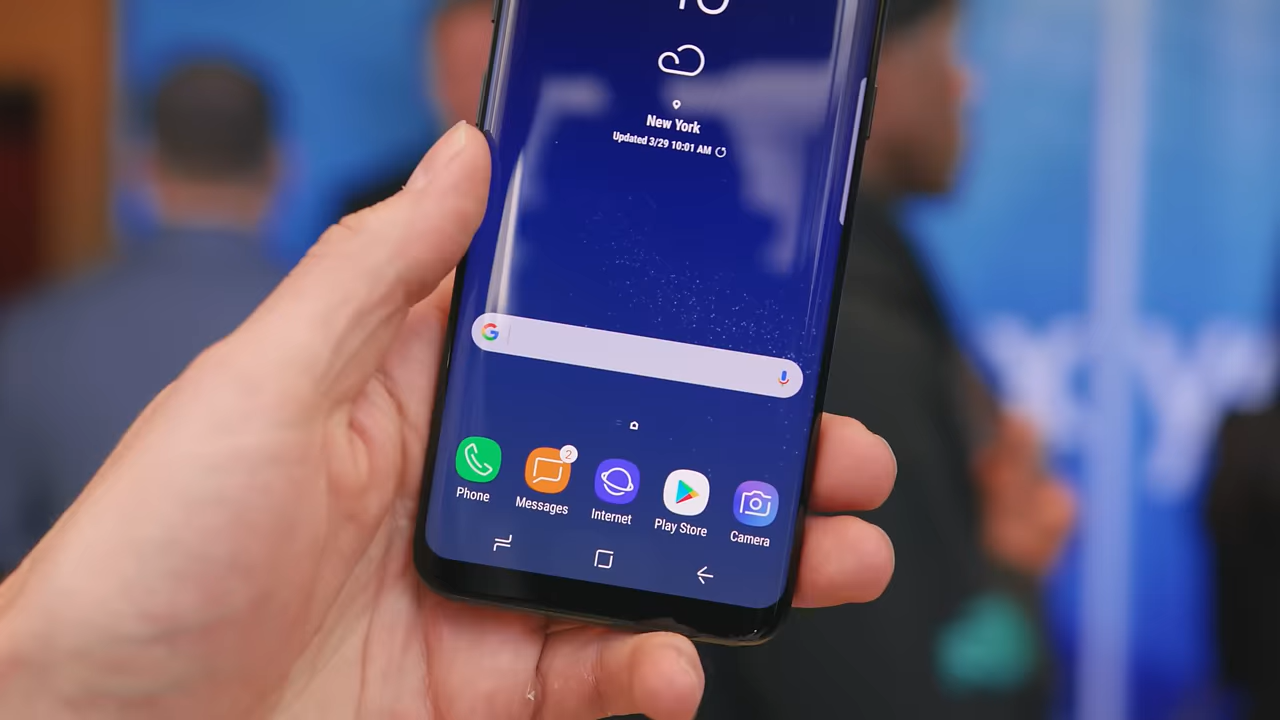 New York
Updated 3/29 10:01 AM
2
Phone
Messages
Internet
Play Store
Camera